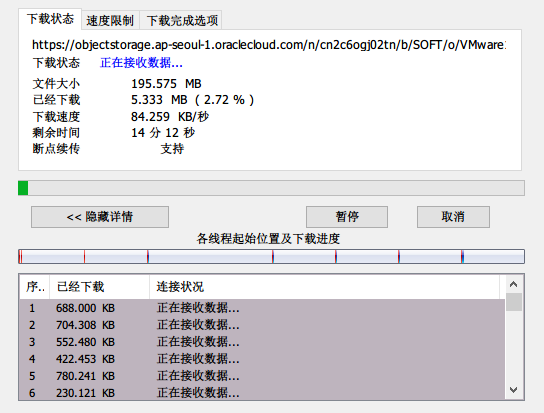 下载状态 速度限制 下载完成选项
https://objectstorage.ap-seoul-1.oraclecloud.com/n/cn2c6ogj02tn/b/SOFT/o/VMware
下载状态 正在接收数据...
文件大小 195.575 MB
已经下载 5.333 MB ( 2.72 % )
下载速度 84.259 KB/秒
剩余时间 14 分 12 秒
断点续传 支持
<< 隐藏详情 暂停 取消
各线程起始位置及下载进度
序.. 已经下载 连接状况
1 688.000 KB 正在接收数据...
2 704.308 KB 正在接收数据...
3 552.480 KB 正在接收数据...
4 422.453 KB 正在接收数据...
5 780.241 KB 正在接收数据...
6 230.121 KB 正在接收数据...